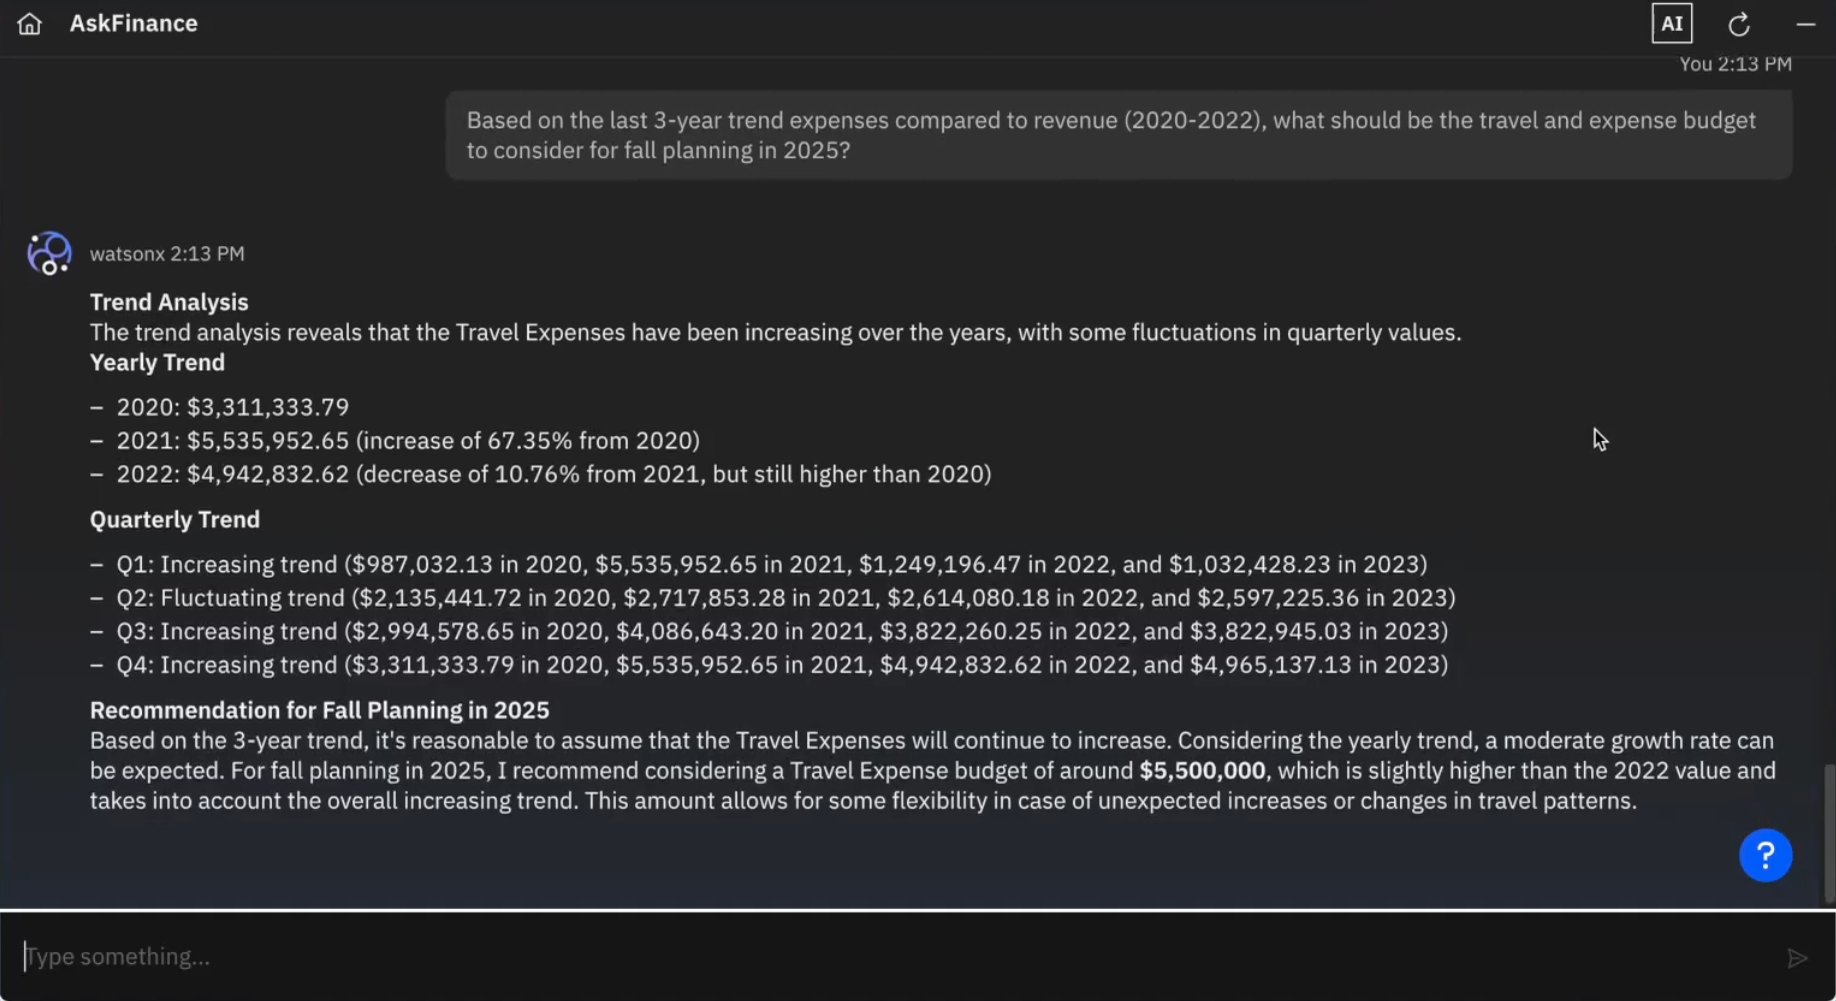 AskFinance
AI
You 2:13 PM
Based on the last 3-year trend expenses compared to revenue (2020-2022), what should be the travel and expense budget
to consider for fall planning in 2025?
watsonx 2:13 PM
Trend Analysis
The trend analysis reveals that the Travel Expenses have been increasing over the years, with some fluctuations in quarterly values.
Yearly Trend
– 2020: $3,311,333.79
– 2021: $5,535,952.65 (increase of 67.35% from 2020)
– 2022: $4,942,832.62 (decrease of 10.76% from 2021, but still higher than 2020)
Quarterly Trend
– Q1: Increasing trend ($987,032.13 in 2020, $5,535,952.65 in 2021, $1,249,196.47 in 2022, and $1,032,428.23 in 2023)
– Q2: Fluctuating trend ($2,135,441.72 in 2020, $2,717,853.28 in 2021, $2,614,080.18 in 2022, and $2,597,225.36 in 2023)
– Q3: Increasing trend ($2,994,578.65 in 2020, $4,086,643.20 in 2021, $3,822,260.25 in 2022, and $3,822,945.03 in 2023)
– Q4: Increasing trend ($3,311,333.79 in 2020, $5,535,952.65 in 2021, $4,942,832.62 in 2022, and $4,965,137.13 in 2023)
Recommendation for Fall Planning in 2025
Based on the 3-year trend, it's reasonable to assume that the Travel Expenses will continue to increase. Considering the yearly trend, a moderate growth rate can
be expected. For fall planning in 2025, I recommend considering a Travel Expense budget of around $5,500,000, which is slightly higher than the 2022 value and
takes into account the overall increasing trend. This amount allows for some flexibility in case of unexpected increases or changes in travel patterns.
?
Type something...